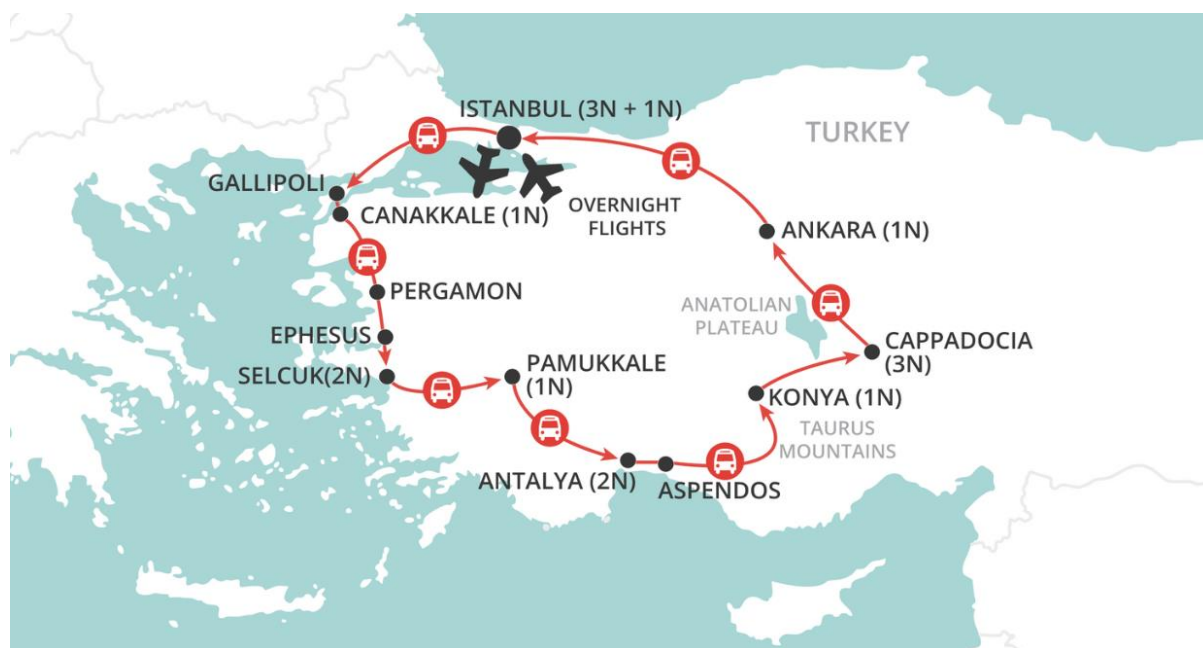 ISTANBUL (3N + 1N)
TURKEY
GALLIPOLI
CANAKKALE (1N)
OVERNIGHT
FLIGHTS
ANKARA (1N)
PERGAMON
ANATOLIAN
PLATEAU
EPHESUS
CAPPADOCIA
(3N)
SELCUK(2N)
PAMUKKALE
(1N)
KONYA (1N)
TAURUS
MOUNTAINS
ANTALYA (2N)
ASPENDOS